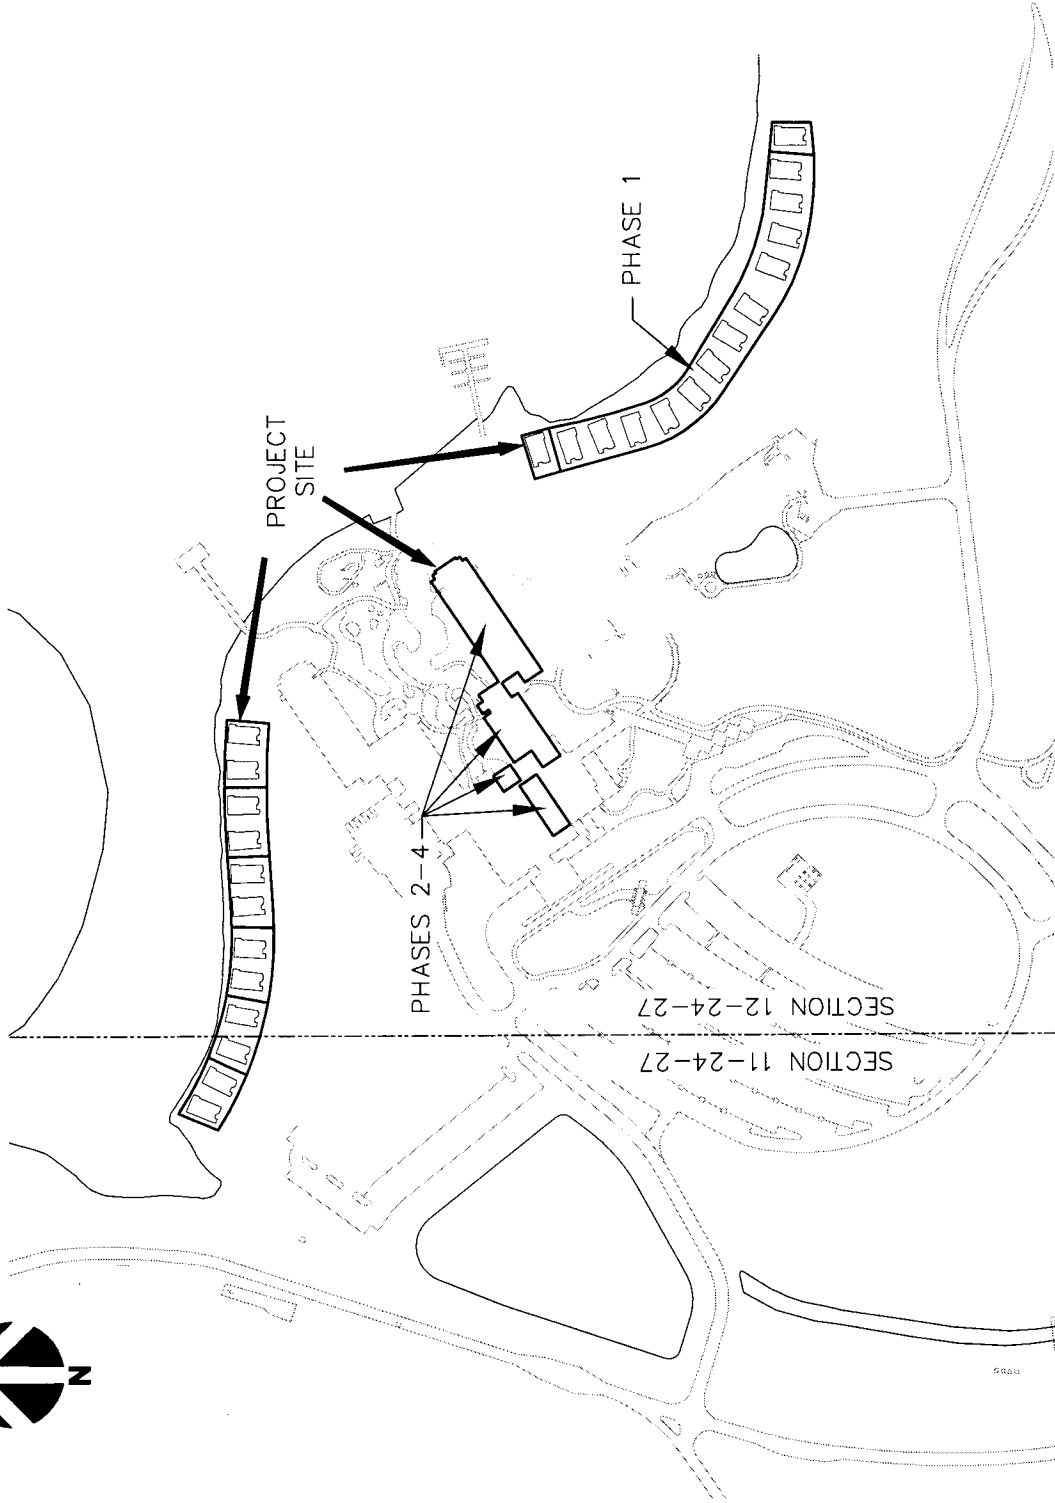 PROJECT
SITE
PHASE 1
PHASES 2-4
SECTION 12-24-27
SECTION 11-24-27
N